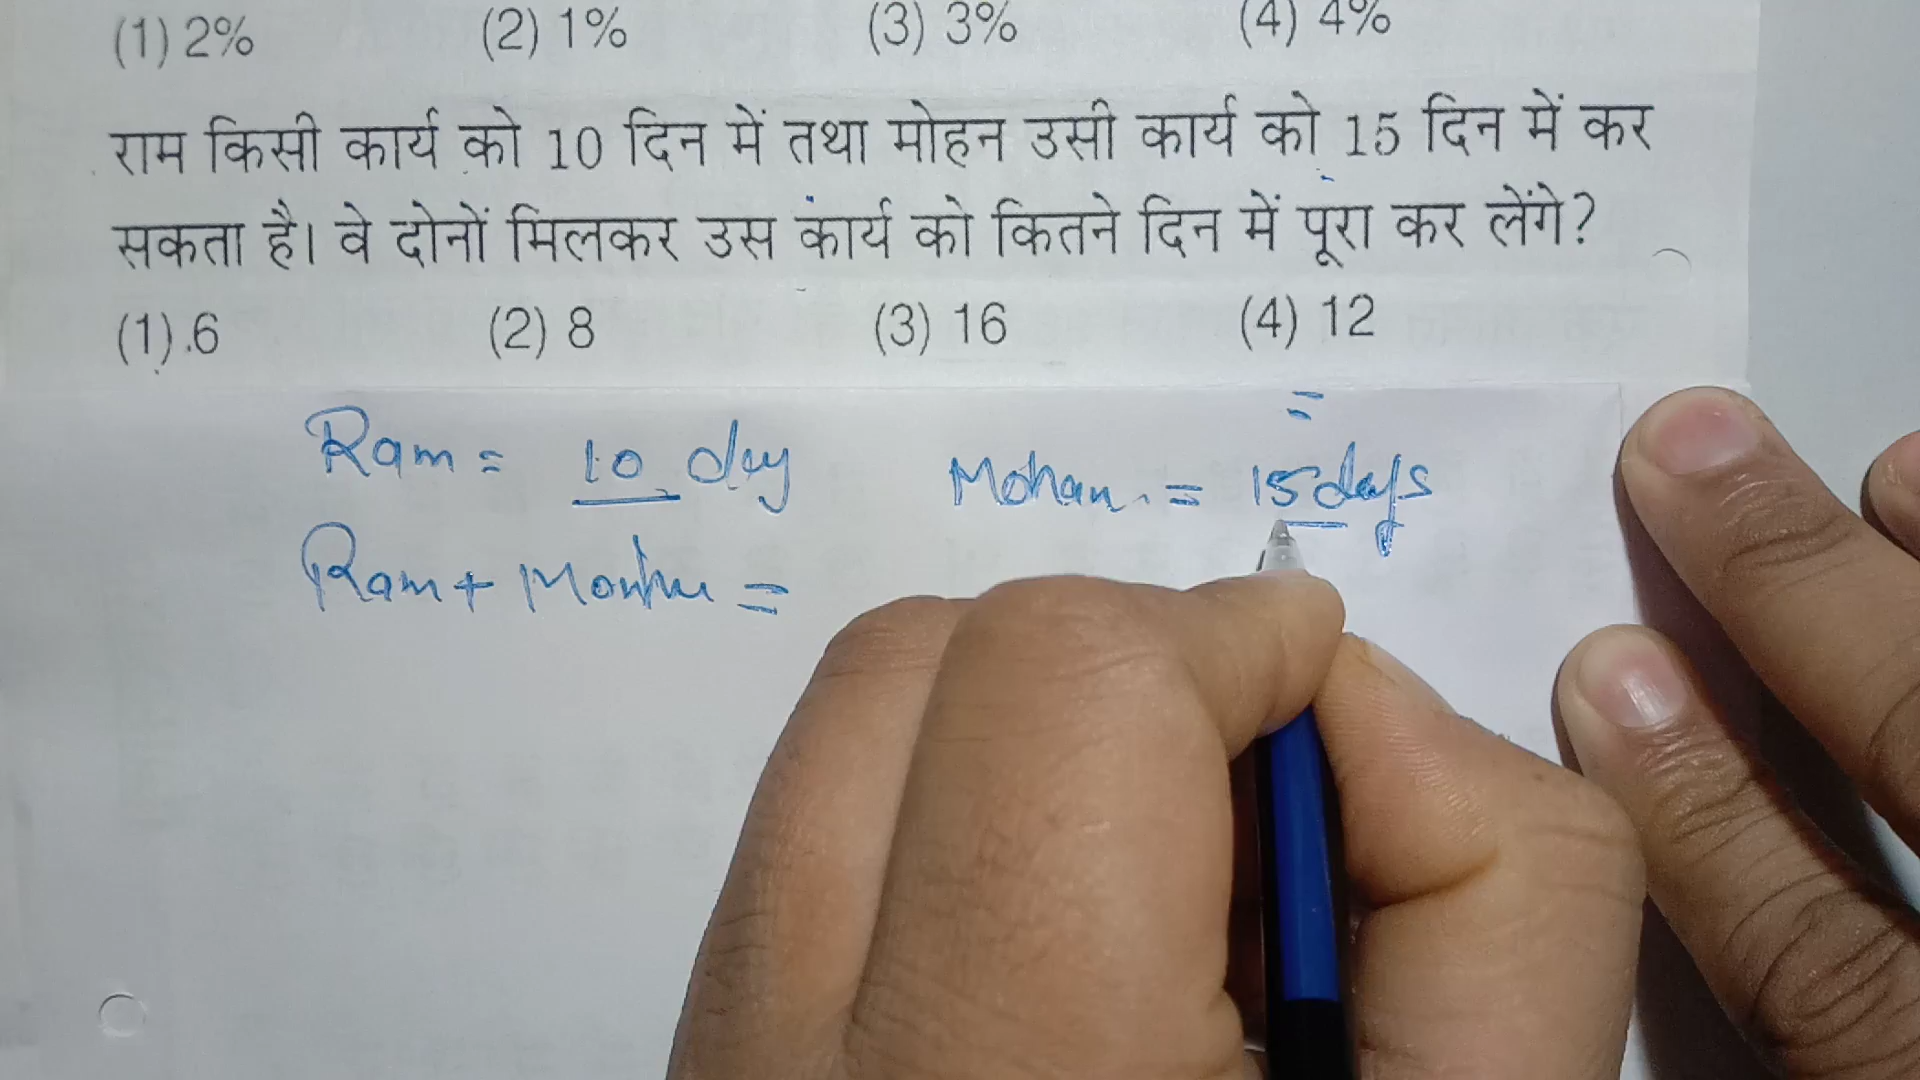 (1) 2% (2) 1% (3) 3% (4) 4%
राम किसी कार्य को 10 दिन में तथा मोहन उसी कार्य को 15 दिन में कर
सकता है। वे दोनों मिलकर उस कार्य को कितने दिन में पूरा कर लेंगे?
(1) 6 (2) 8 (3) 16 (4) 12
=
Ram = 10 day Mohan = 15 days
Ram + =